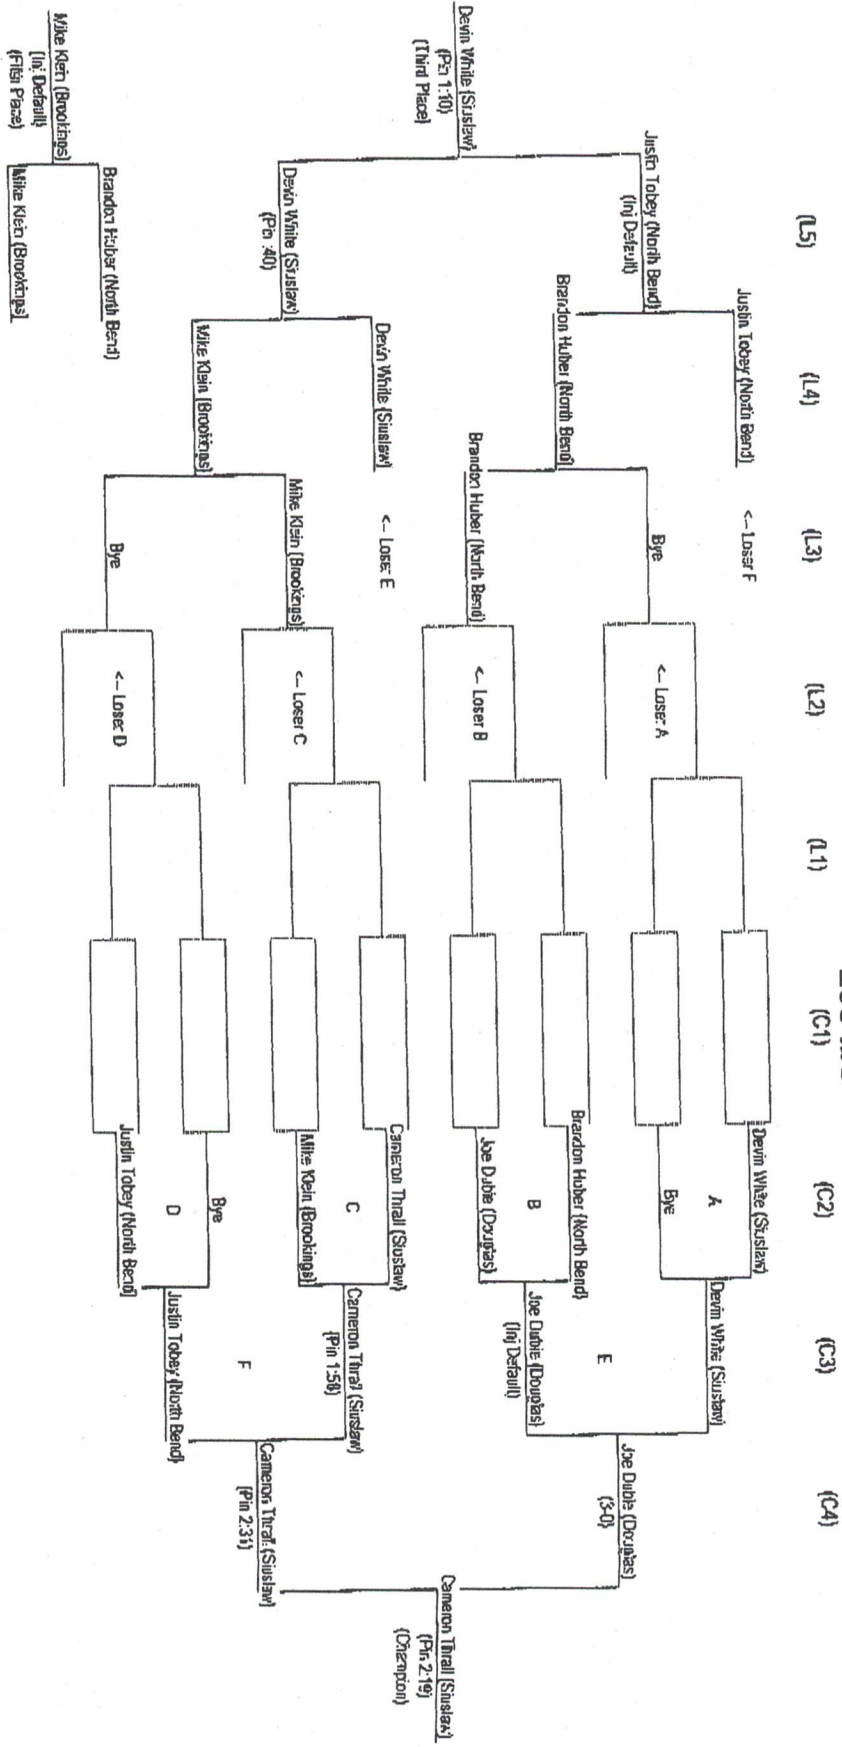 (L5)
(L4)
(L3)
(L2)
(L1)
(C1)
(C2)
(C3)
(C4)
Devin White (Siuslaw)
Devin White (Siuslaw)
A
Bye
Joe Dubie (Douglas)
(3-0)
E
Brandon Huber (North Bend)
Joe Dubie (Douglas)
(Inj Default)
B
Joe Dubie (Douglas)
Cameron Thrall (Siuslaw)
(Pin 2:19)
(Champion)
Cameron Thrall (Siuslaw)
Cameron Thrall (Siuslaw)
(Pin 1:58)
C
Mike Klein (Brookings)
Cameron Thrall (Siuslaw)
(Pin 2:31)
F
Bye
Justin Tobey (North Bend)
D
Justin Tobey (North Bend)
Justin Tobey (North Bend)
<-- Loser F
Justin Tobey (North Bend)
(Inj Default)
Bye
<-- Loser A
Brandon Huber (North Bend)
Brandon Huber (North Bend)
<-- Loser B
Devin White (Siuslaw)
(Pin 1:10)
(Third Place)
Devin White (Siuslaw)
<-- Loser E
Devin White (Siuslaw)
(Pin :40)
Mike Klein (Brookings)
<-- Loser C
Mike Klein (Brookings)
Bye
<-- Loser D
Brandon Huber (North Bend)
Mike Klein (Brookings)
(Inj Default)
(Fifth Place)
Mike Klein (Brookings)